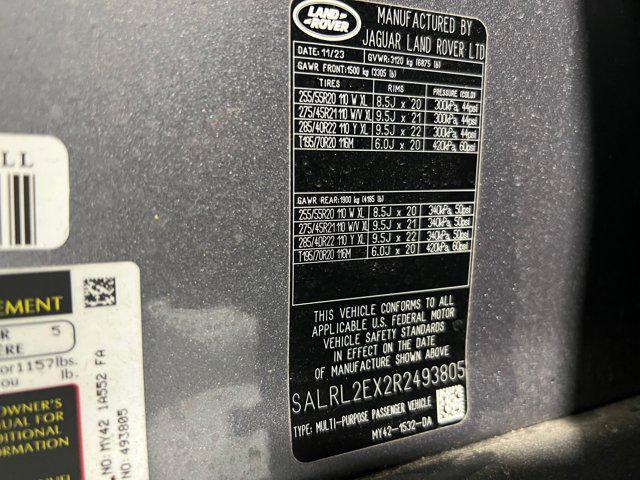 LAND
ROVER
MANUFACTURED BY
JAGUAR LAND ROVER LTD
DATE: 11/23 GVWR: 3120 kg (6875 lb)
GAWR FRONT: 1500 kg (3305 lb)
TIRES RIMS PRESSURE (COLD)
255/55R20 110 W XL 8.5J x 20 300kPa, 44psi
275/45R21 110 W/V XL 9.5J x 21 300kPa, 44psi
285/40R22 110 Y XL 9.5J x 22 300kPa, 44psi
T195/70R20 116M 6.0J x 20 420kPa, 60psi
GAWR REAR: 1900 kg (4185 lb)
255/55R20 110 W XL 8.5J x 20 340kPa, 50psi
275/45R21 110 W/V XL 9.5J x 21 340kPa, 50psi
285/40R22 110 Y XL 9.5J x 22 340kPa, 50psi
T195/70R20 116M 6.0J x 20 420kPa, 60psi
THIS VEHICLE CONFORMS TO ALL
APPLICABLE U.S. FEDERAL MOTOR
VEHICLE SAFETY STANDARDS
IN EFFECT ON THE DATE
OF MANUFACTURE SHOWN ABOVE
SALRL2EX2R2493805
TYPE: MULTI-PURPOSE PASSENGER VEHICLE
MY42-1532-DA
LL
EMENT
R 5
ÈRE
or 1157lbs.
ou lb.
OWNER'S
NUAL FOR
DITIONAL
FORMATION
NO: MY42 1A552 FA
NO: 493805